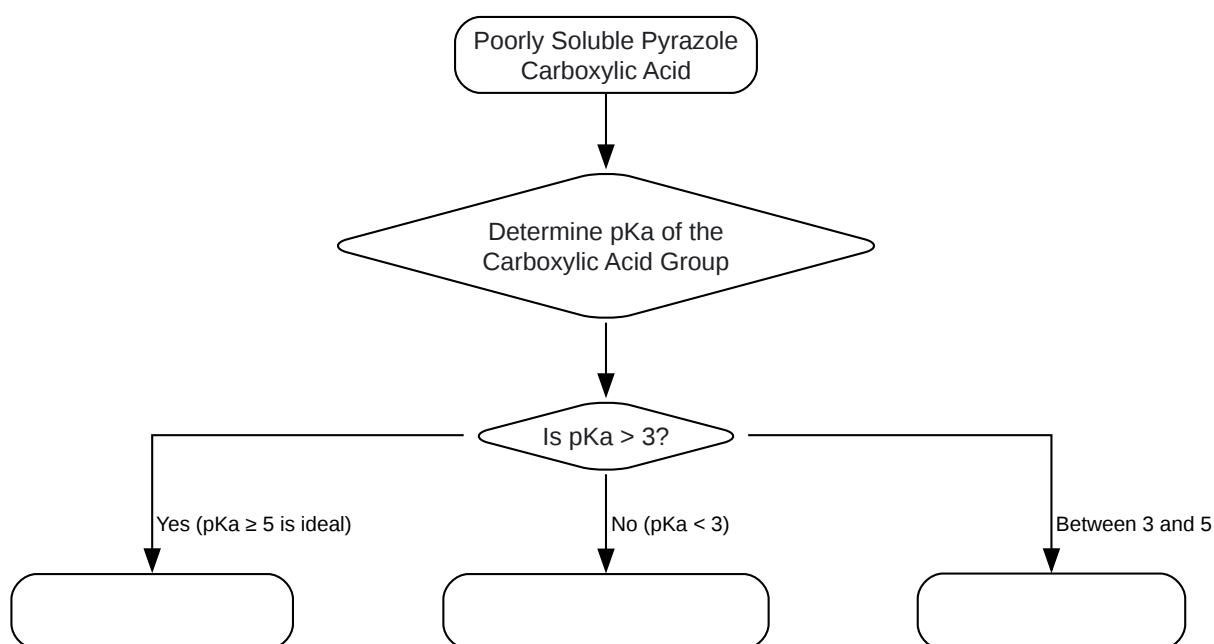 Poorly Soluble Pyrazole
Carboxylic Acid
Determine pKa of the
Carboxylic Acid Group
Is pKa > 3?
Yes (pKa ≥ 5 is ideal)
No (pKa < 3)
Between 3 and 5